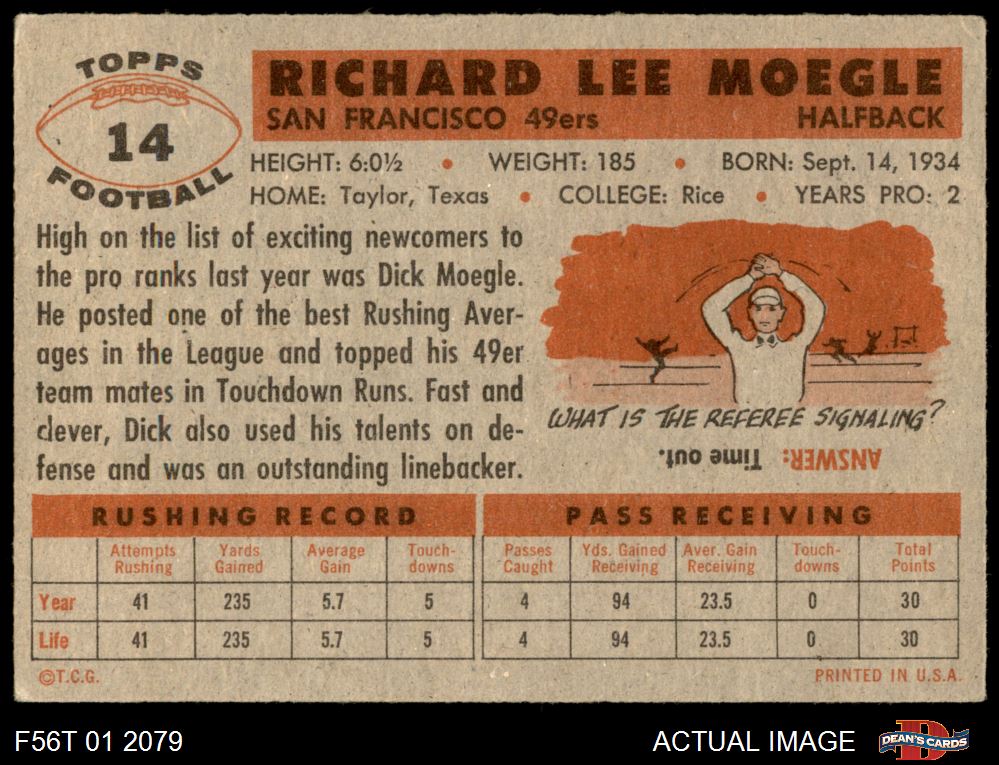 TOPPS
14
FOOTBALL
RICHARD LEE MOEGLE
SAN FRANCISCO 49ers HALFBACK
HEIGHT: 6:0½ • WEIGHT: 185 • BORN: Sept. 14, 1934
HOME: Taylor, Texas • COLLEGE: Rice • YEARS PRO: 2
High on the list of exciting newcomers to
the pro ranks last year was Dick Moegle.
He posted one of the best Rushing Aver-
ages in the League and topped his 49er
team mates in Touchdown Runs. Fast and
clever, Dick also used his talents on de-
fense and was an outstanding linebacker.
WHAT IS THE REFEREE SIGNALING?
ANSWER: Time out.
RUSHING RECORD
Attempts Rushing Yards Gained Average Gain Touch-downs
Year 41 235 5.7 5
Life 41 235 5.7 5
PASS RECEIVING
Passes Caught Yds. Gained Receiving Aver. Gain Receiving Touch-downs Total Points
4 94 23.5 0 30
4 94 23.5 0 30
©T.C.G. PRINTED IN U.S.A.
F56T 01 2079 ACTUAL IMAGE DEAN'S CARDS